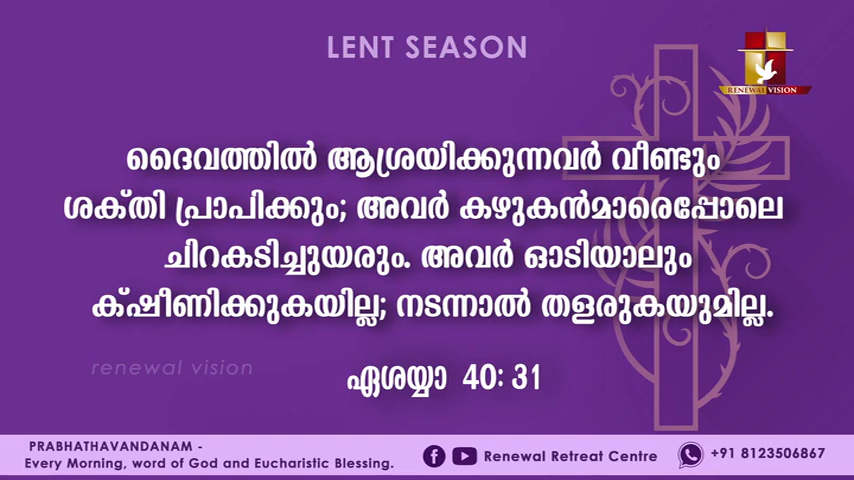 LENT SEASON
RENEWAL VISION
ദൈവത്തിൽ ആശ്രയിക്കുന്നവർ വീണ്ടും
ശക്തി പ്രാപിക്കും; അവർ കഴുകൻമാരെപ്പോലെ
ചിറകടിച്ചുയരും. അവർ ഓടിയാലും
ക്ഷീണിക്കുകയില്ല; നടന്നാൽ തളരുകയുമില്ല.
renewal vision
ഏശയ്യാ 40: 31
PRABHATHAVANDANAM -
Every Morning, word of God and Eucharistic Blessing.
Renewal Retreat Centre
+91 8123506867